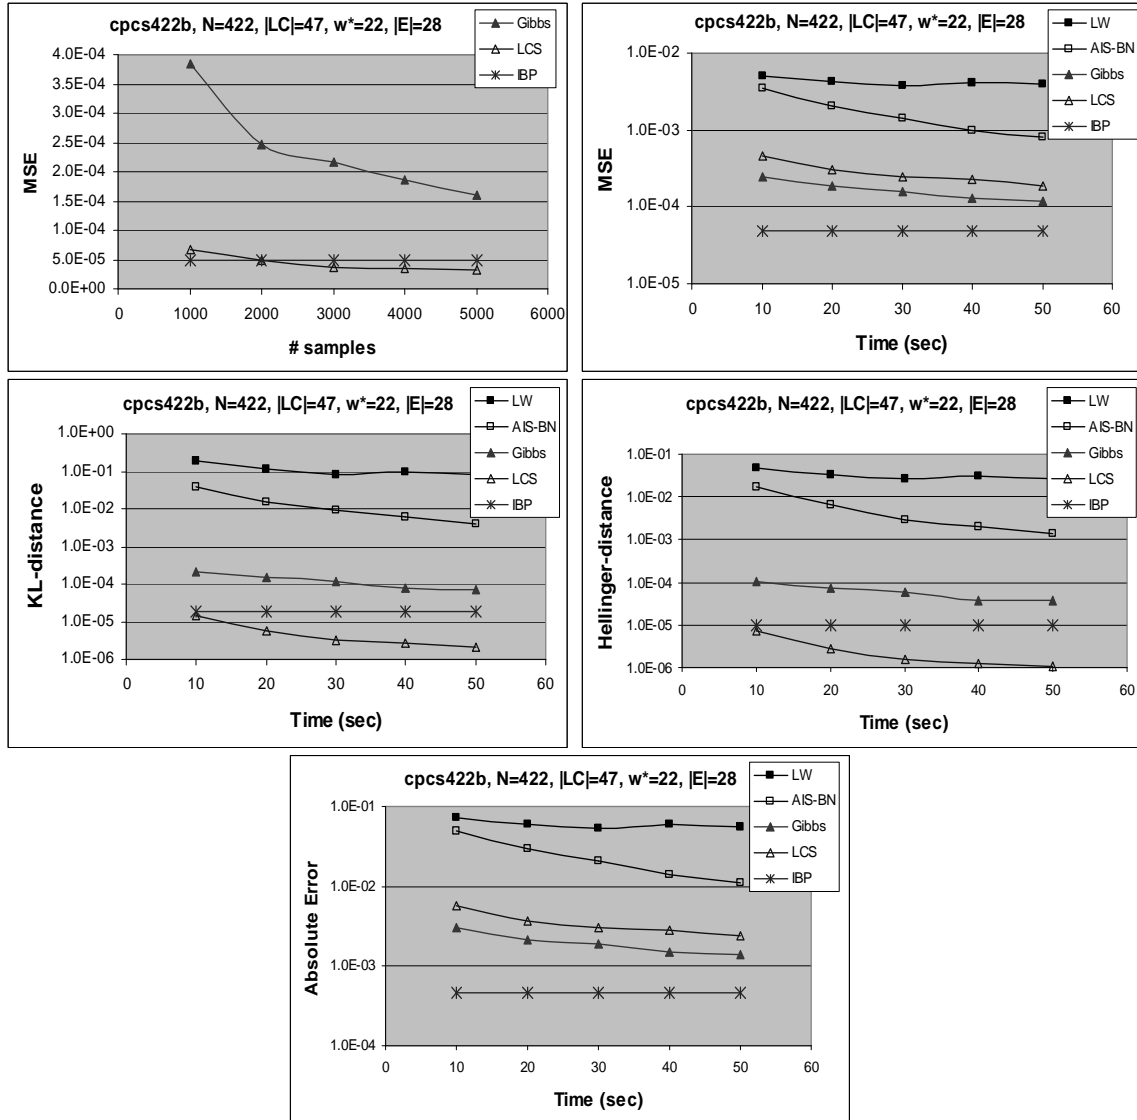 cpcs422b, N=422, |LC|=47, w*=22, |E|=28
Gibbs
LCS
IBP
4.0E-04
3.5E-04
3.0E-04
2.5E-04
2.0E-04
1.5E-04
1.0E-04
5.0E-05
0.0E+00
MSE
0 1000 2000 3000 4000 5000 6000
# samples
cpcs422b, N=422, |LC|=47, w*=22, |E|=28
LW
AIS-BN
Gibbs
LCS
IBP
1.0E-02
1.0E-03
1.0E-04
1.0E-05
MSE
0 10 20 30 40 50 60
Time (sec)
cpcs422b, N=422, |LC|=47, w*=22, |E|=28
LW
AIS-BN
Gibbs
LCS
IBP
1.0E+00
1.0E-01
1.0E-02
1.0E-03
1.0E-04
1.0E-05
1.0E-06
KL-distance
0 10 20 30 40 50 60
Time (sec)
cpcs422b, N=422, |LC|=47, w*=22, |E|=28
LW
AIS-BN
Gibbs
LCS
IBP
1.0E-01
1.0E-02
1.0E-03
1.0E-04
1.0E-05
1.0E-06
Hellinger-distance
0 10 20 30 40 50 60
Time (sec)
cpcs422b, N=422, |LC|=47, w*=22, |E|=28
LW
AIS-BN
Gibbs
LCS
IBP
1.0E-01
1.0E-02
1.0E-03
1.0E-04
Absolute Error
0 10 20 30 40 50 60
Time (sec)